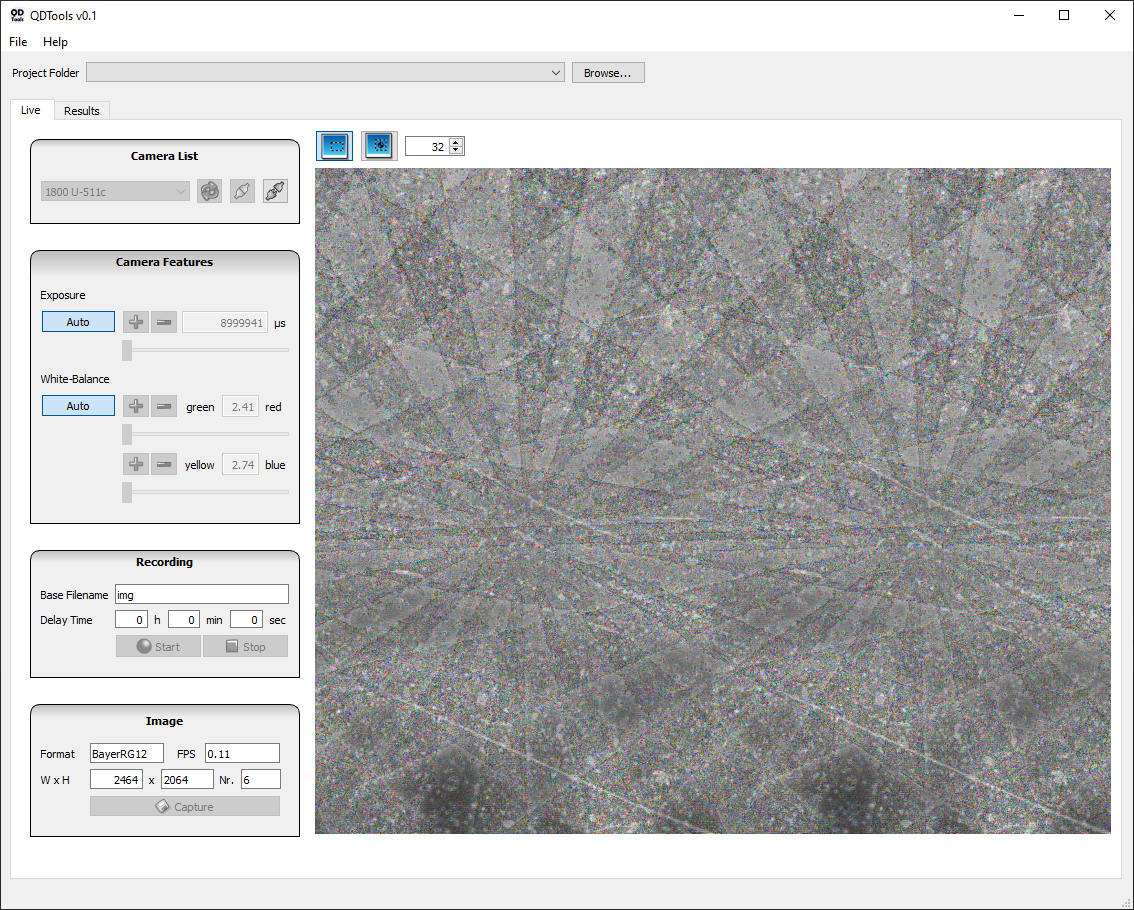 QD Tools QDTools v0.1
File Help
Project Folder Browse...
Live Results
32
Camera List
1800 U-511c
Camera Features
Exposure
Auto 8999941 µs
White-Balance
Auto green 2.41 red
yellow 2.74 blue
Recording
Base Filename img
Delay Time 0 h 0 min 0 sec
Start Stop
Image
Format BayerRG12 FPS 0.11
W x H 2464 x 2064 Nr. 6
Capture